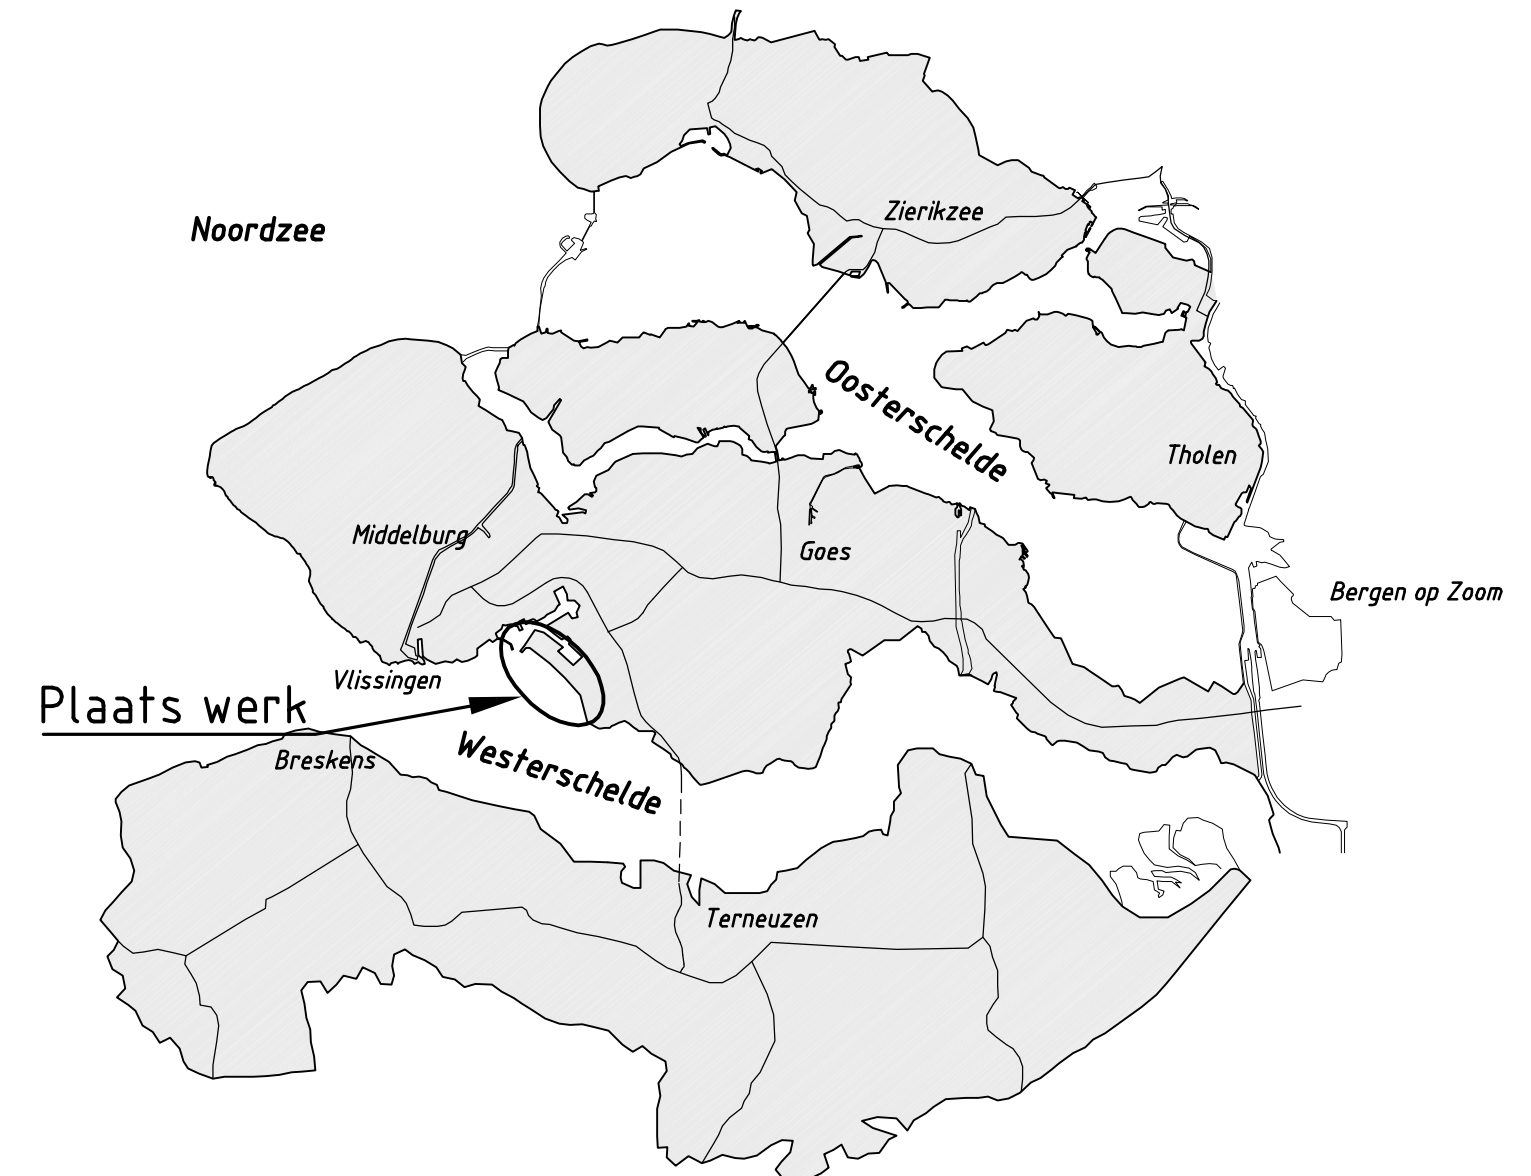 Noordzee
Zierikzee
Oosterschelde
Tholen
Middelburg
Goes
Bergen op Zoom
Vlissingen
Plaats werk
Westerschelde
Breskens
Terneuzen